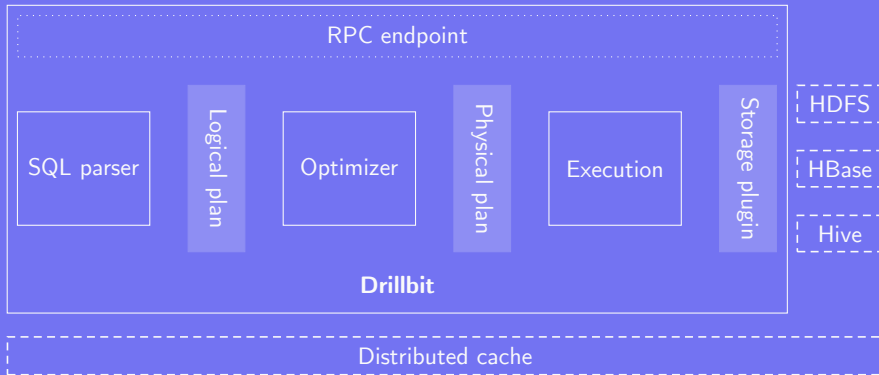 RPC endpoint
SQL parser
Logical plan
Optimizer
Physical plan
Execution
Storage plugin
HDFS
HBase
Hive
Drillbit
Distributed cache